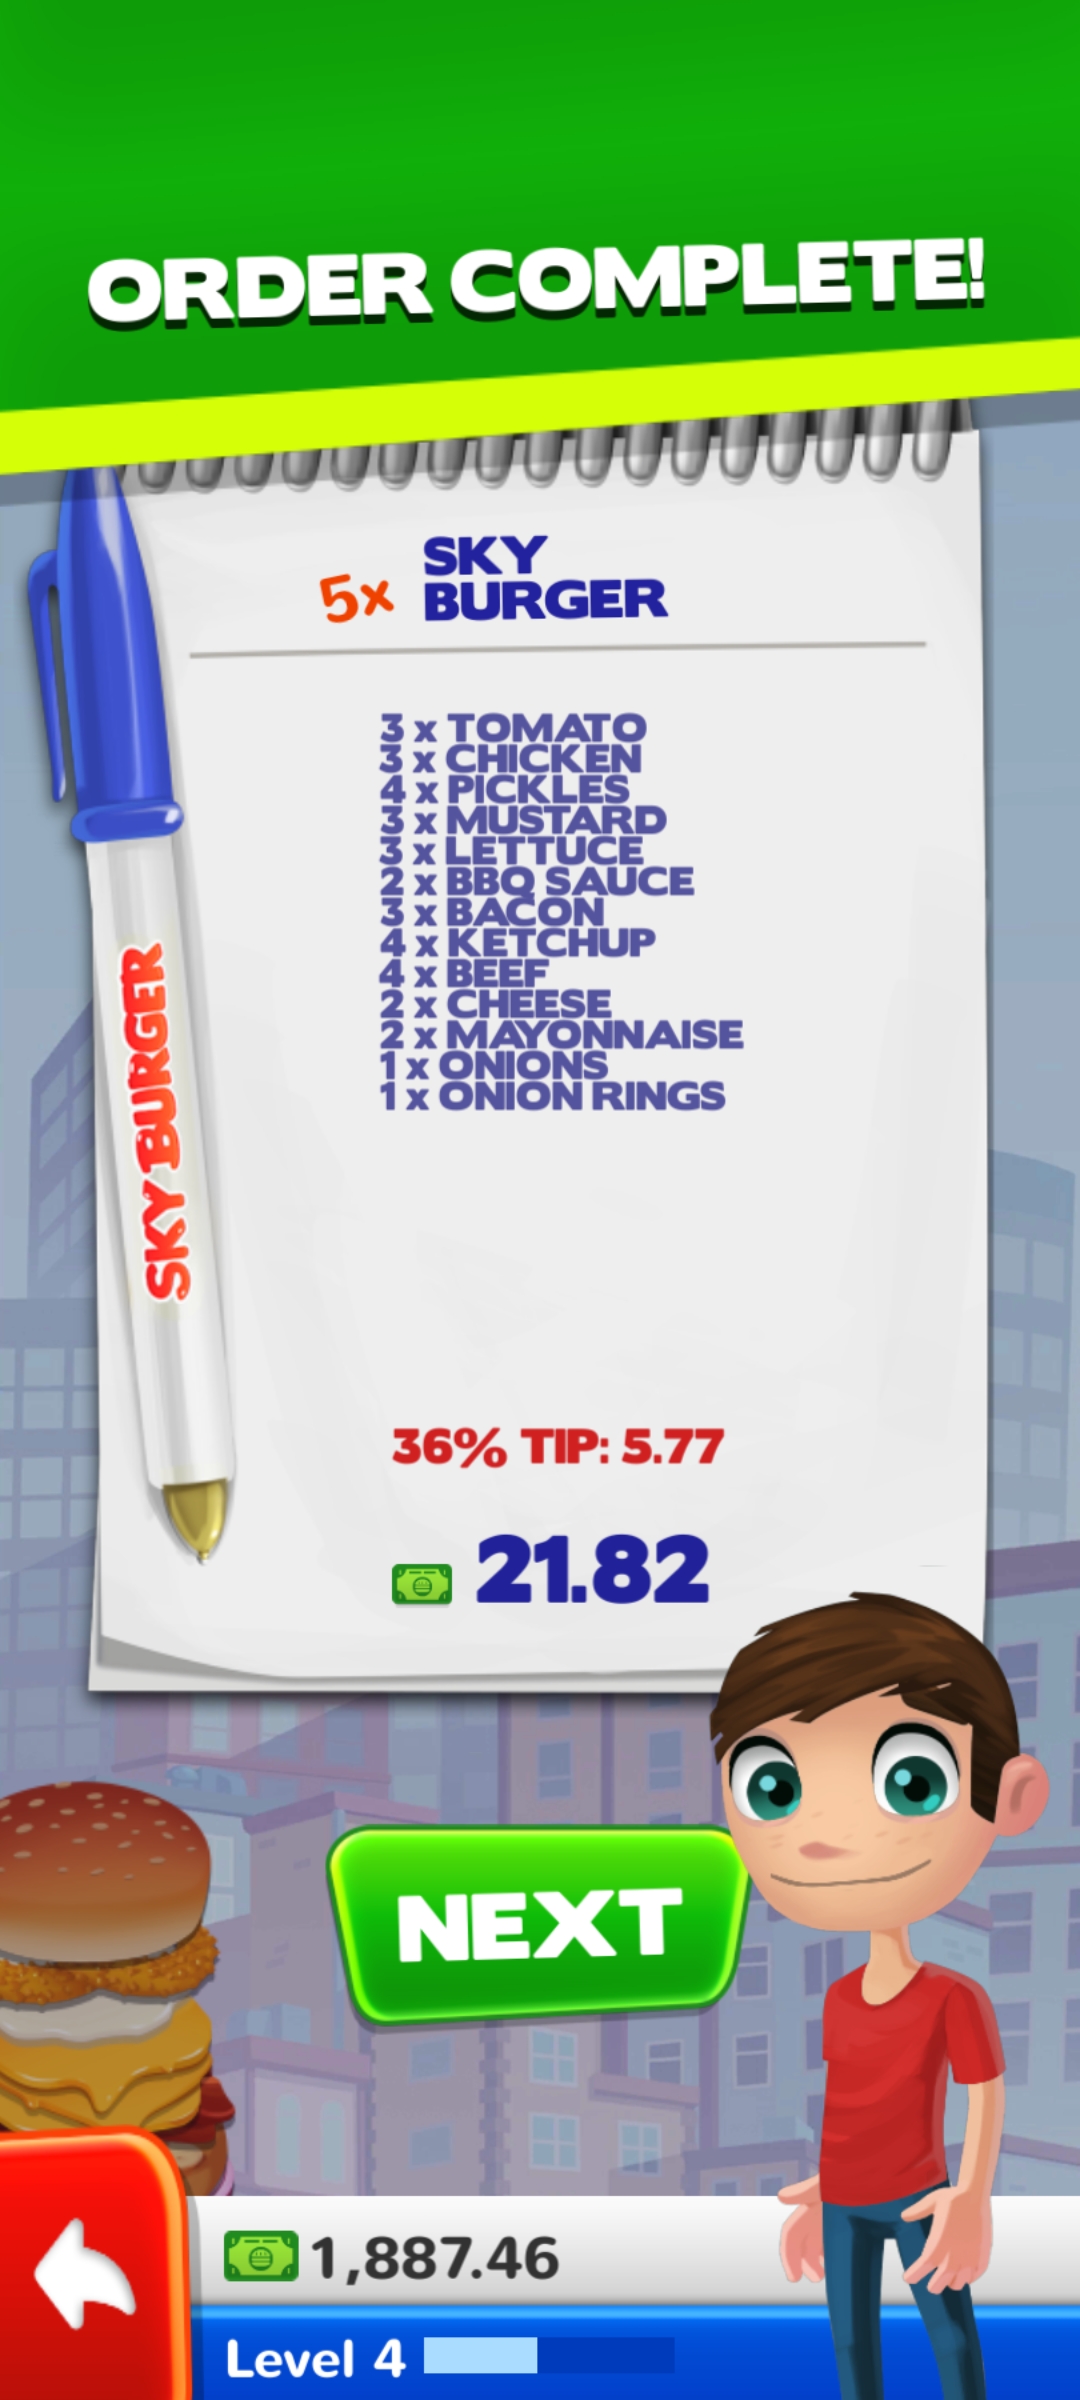 ORDER COMPLETE!
5x SKY
BURGER
3 x TOMATO
3 x CHICKEN
4 x PICKLES
3 x MUSTARD
3 x LETTUCE
2 x BBQ SAUCE
3 x BACON
4 x KETCHUP
4 x BEEF
2 x CHEESE
2 x MAYONNAISE
1 x ONIONS
1 x ONION RINGS
SKY BURGER
36% TIP: 5.77
21.82
NEXT
1,887.46
Level 4